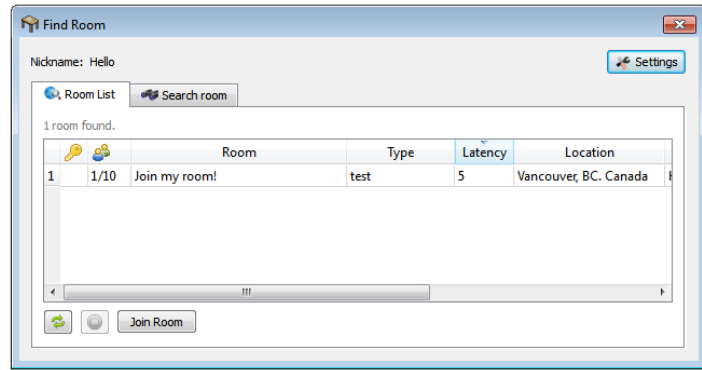 Find Room
Nickname: Hello
Settings
Room List
Search room
1 room found.
Room Type Latency Location
1 1/10 Join my room! test 5 Vancouver, BC. Canada
Join Room